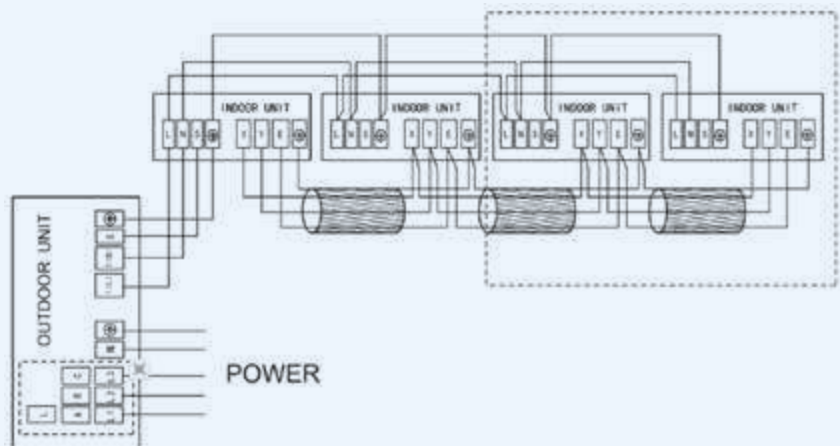 INDOOR UNIT
L N S
X Y E
INDOOR UNIT
L N S
X Y E
INDOOR UNIT
L N S
X Y E
INDOOR UNIT
L N S
X Y E
OUTDOOR UNIT
POWER